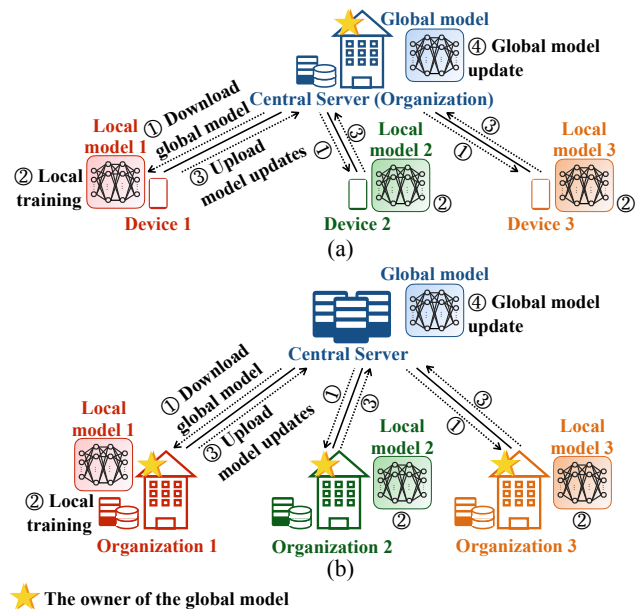 Global model
④ Global model
update
Central Server (Organization)
① Download
global model
③ Upload
model updates
①
③
①
③
Local
model 1
② Local
training
Device 1
Local
model 2
②
Device 2
Local
model 3
②
Device 3
(a)
Global model
④ Global model
update
Central Server
① Download
global model
③ Upload
model updates
①
③
①
③
Local
model 1
② Local
training
Organization 1
Local
model 2
②
Organization 2
Local
model 3
②
Organization 3
(b)
The owner of the global model